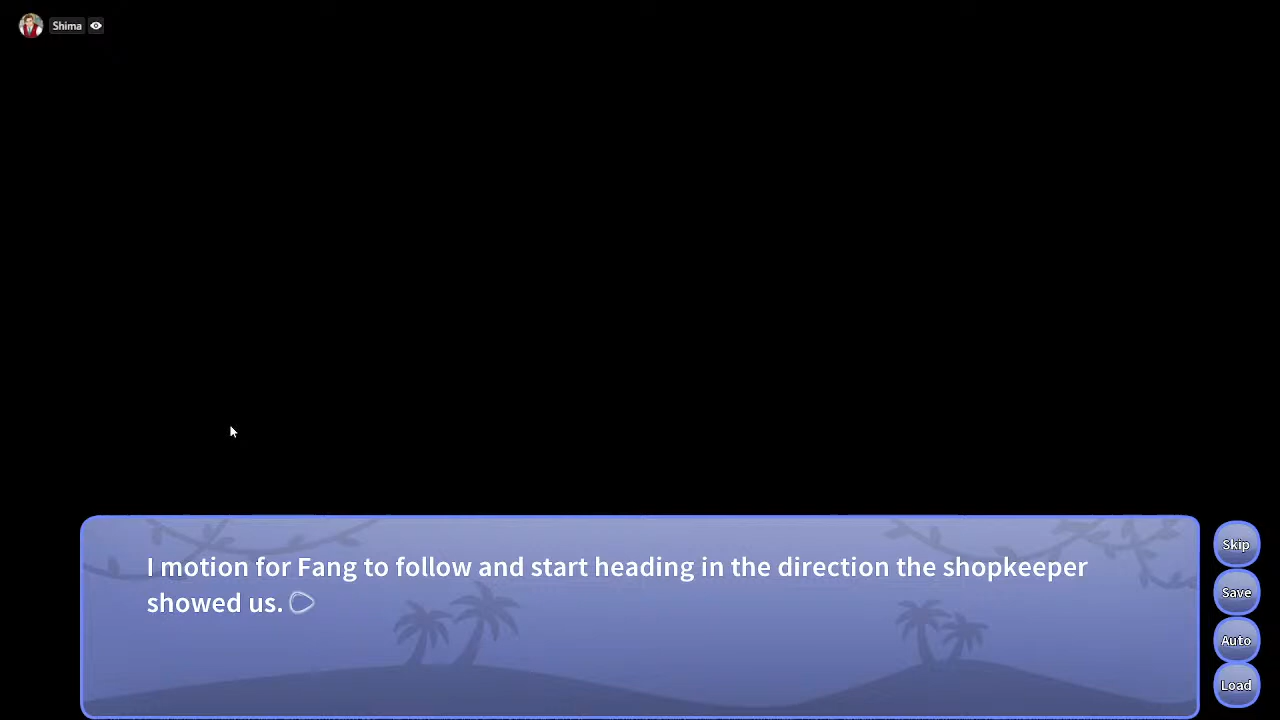 Shima
I motion for Fang to follow and start heading in the direction the shopkeeper
showed us.
Skip
Save
Auto
Load